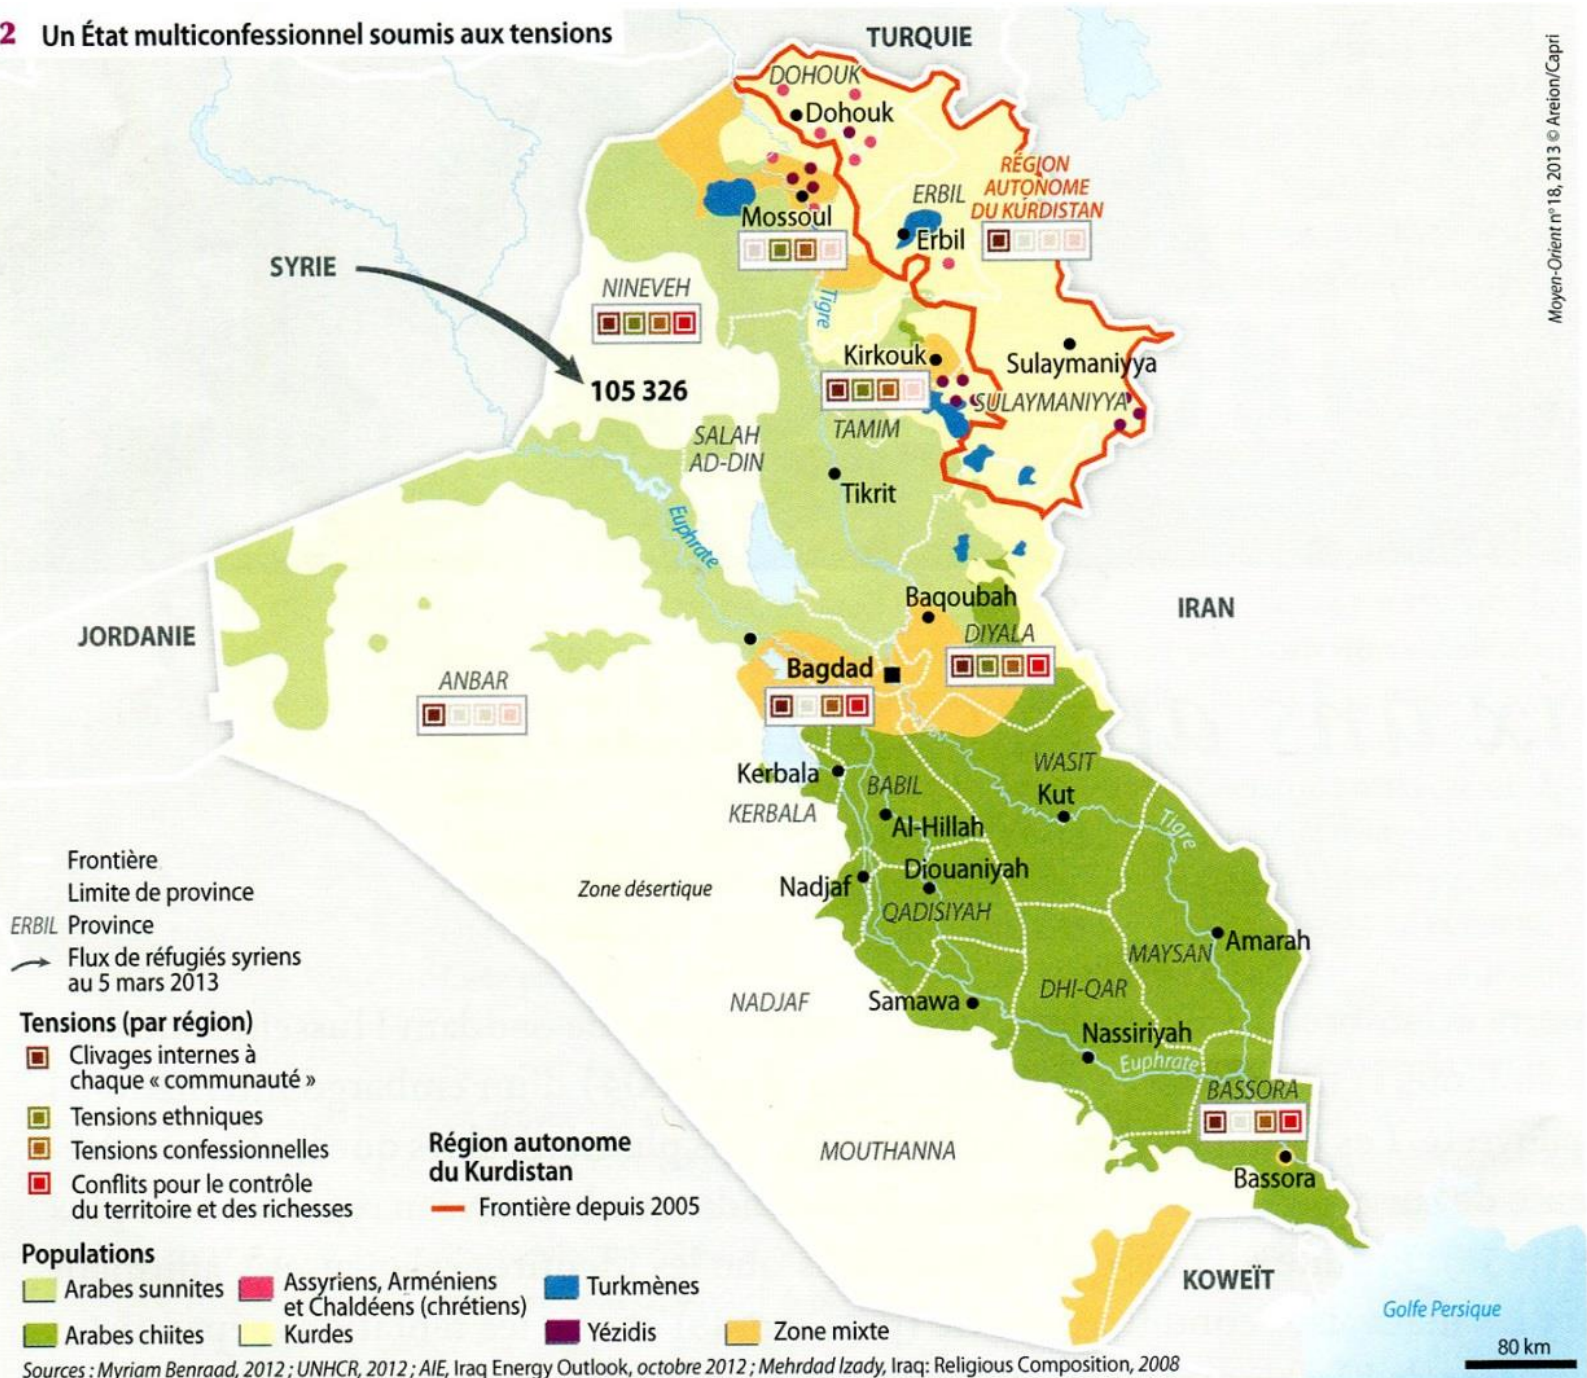 2 Un État multiconfessionnel soumis aux tensions
TURQUIE
Moyen-Orient n° 18, 2013 © Areion/Capri
DOHOUK
Dohouk
RÉGION
AUTONOME
DU KURDISTAN
ERBIL
Mossoul
Erbil
SYRIE
NINEVEH
Tigre
105 326
Kirkouk
Sulaymaniyya
SULAYMANIYYA
SALAH
AD-DIN
TAMIM
Tikrit
Euphrate
Baqoubah
IRAN
JORDANIE
DIYALA
ANBAR
Bagdad
Kerbala
KERBALA
BABIL
WASIT
Kut
Al-Hillah
Tigre
Diouaniyah
Zone désertique
Nadjaf
QADISIYAH
MAYSAN
Amarah
NADJAF
Samawa
DHI-QAR
Nassiriyah
Euphrate
BASSORA
MOUTHANNA
Bassora
KOWEÏT
Golfe Persique
80 km
Frontière
Limite de province
ERBIL Province
Flux de réfugiés syriens
au 5 mars 2013
Tensions (par région)
Clivages internes à
chaque « communauté »
Tensions ethniques
Tensions confessionnelles
Conflits pour le contrôle
du territoire et des richesses
Région autonome
du Kurdistan
Frontière depuis 2005
Populations
Arabes sunnites
Assyriens, Arméniens
et Chaldéens (chrétiens)
Turkmènes
Arabes chiites
Kurdes
Yézidis
Zone mixte
Sources : Myriam Benraad, 2012 ; UNHCR, 2012 ; AIE, Iraq Energy Outlook, octobre 2012 ; Mehrdad Izady, Iraq: Religious Composition, 2008